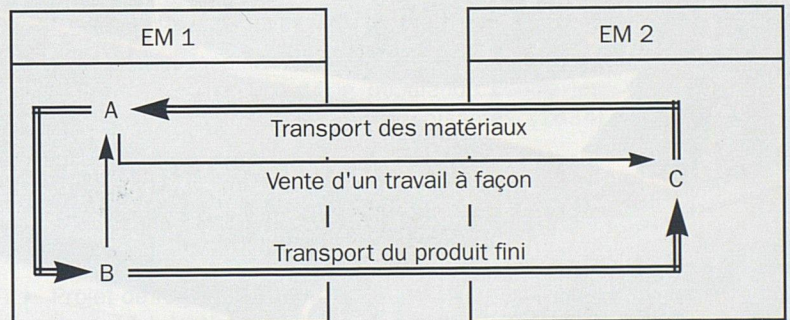 EM 1
EM 2
A
Transport des matériaux
Vente d'un travail à façon
C
Transport du produit fini
B